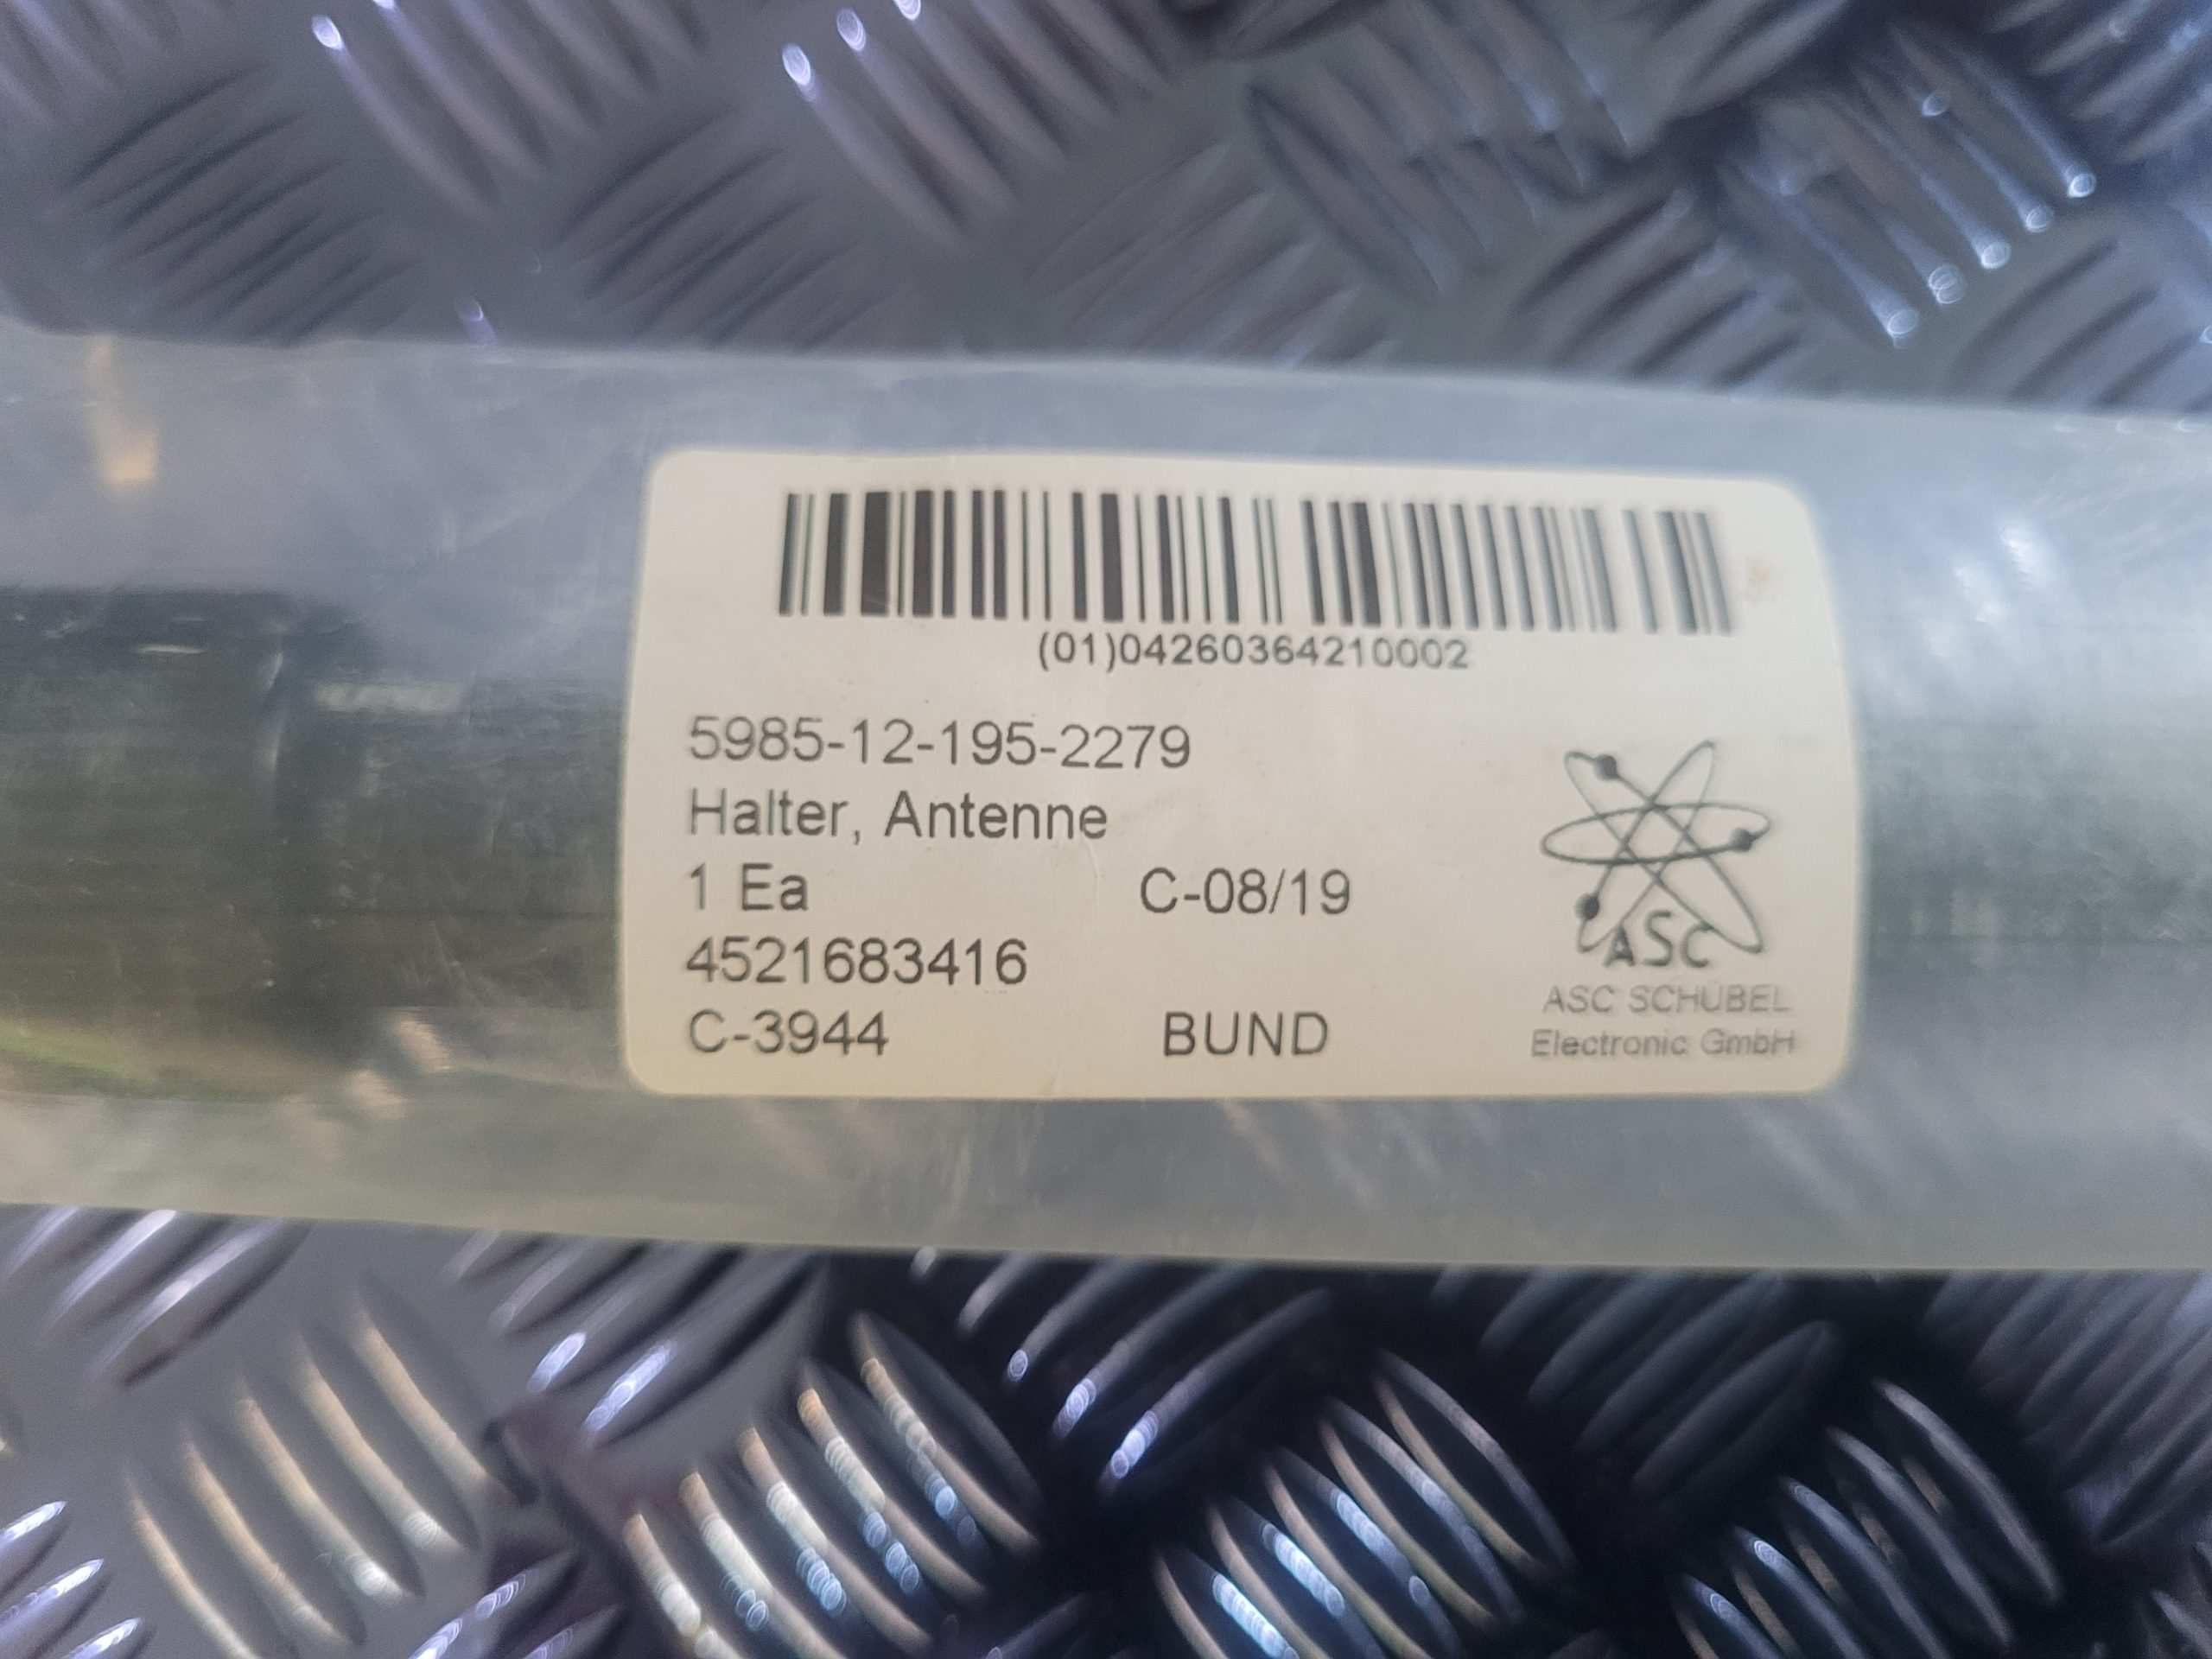 (01)04260364210002
5985-12-195-2279
Halter, Antenne
1 Ea C-08/19
4521683416
C-3944 BUND
ASC
ASC SCHÜBEL
Electronic GmbH